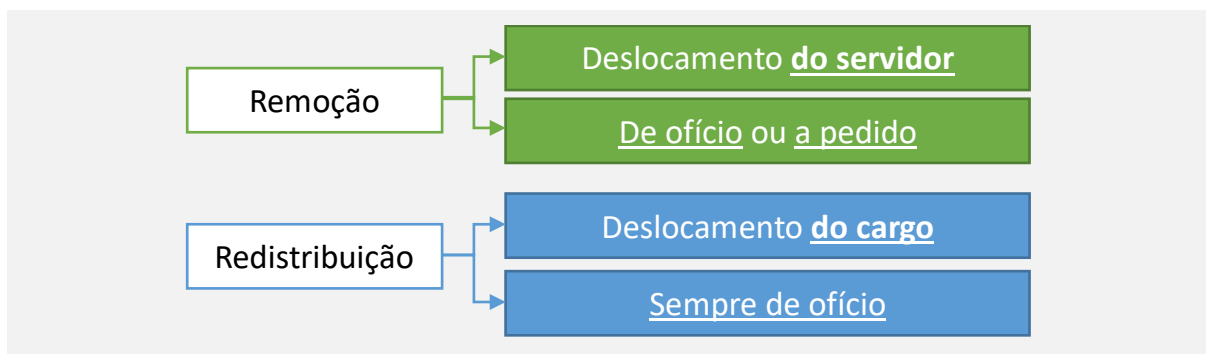 Remoção
Deslocamento do servidor
De ofício ou a pedido
Redistribuição
Deslocamento do cargo
Sempre de ofício